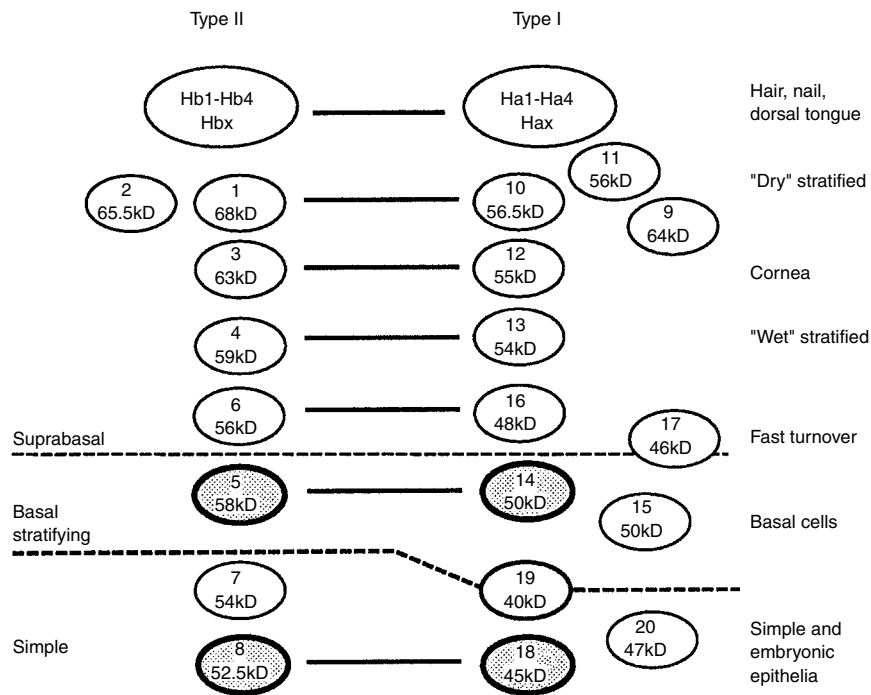 Type II Type I
Hb1-Hb4
Hbx
Ha1-Ha4
Hax
Hair, nail,
dorsal tongue
2
65.5kD
1
68kD
10
56.5kD
11
56kD
9
64kD
"Dry" stratified
3
63kD
12
55kD
Cornea
4
59kD
13
54kD
"Wet" stratified
6
56kD
16
48kD
17
46kD
Fast turnover
Suprabasal
5
58kD
14
50kD
15
50kD
Basal cells
Basal
stratifying
7
54kD
19
40kD
Simple
8
52.5kD
18
45kD
20
47kD
Simple and
embryonic
epithelia